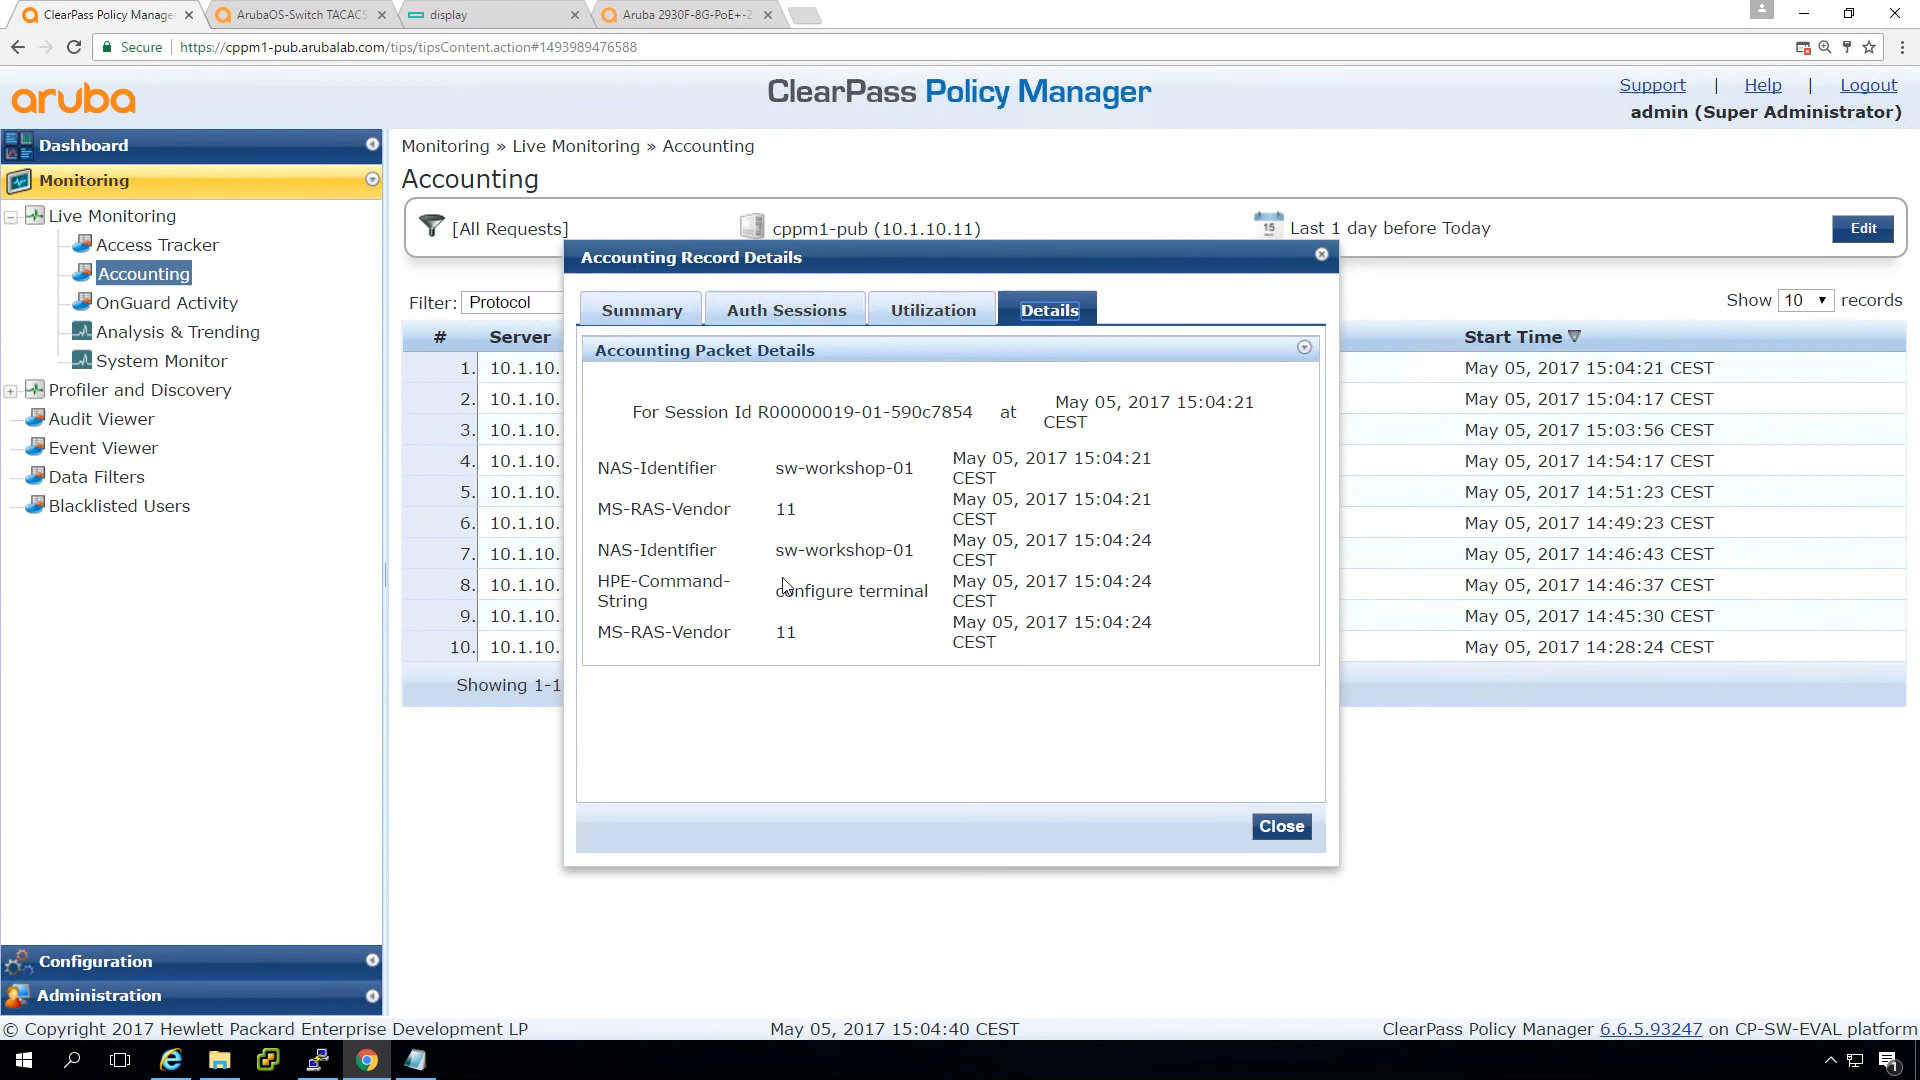 ClearPass Policy Manage
ArubaOS-Switch TACACS
display
Aruba 2930F-8G-PoE+-2
Secure
https://cppm1-pub.arubalab.com/tips/tipsContent.action#1493989476588
aruba
ClearPass Policy Manager
Support | Help | Logout
admin (Super Administrator)
Dashboard
Monitoring
Live Monitoring
Access Tracker
Accounting
OnGuard Activity
Analysis & Trending
System Monitor
Profiler and Discovery
Audit Viewer
Event Viewer
Data Filters
Blacklisted Users
Configuration
Administration
Monitoring » Live Monitoring » Accounting
Accounting
[All Requests]
cppm1-pub (10.1.10.11)
15
Last 1 day before Today
Edit
Filter: Protocol
Show 10 records
# Server Start Time
1. 10.1.10. May 05, 2017 15:04:21 CEST
2. 10.1.10. May 05, 2017 15:04:17 CEST
3. 10.1.10. May 05, 2017 15:03:56 CEST
4. 10.1.10. May 05, 2017 14:54:17 CEST
5. 10.1.10. May 05, 2017 14:51:23 CEST
6. 10.1.10. May 05, 2017 14:49:23 CEST
7. 10.1.10. May 05, 2017 14:46:43 CEST
8. 10.1.10. May 05, 2017 14:46:37 CEST
9. 10.1.10. May 05, 2017 14:45:30 CEST
10. 10.1.10. May 05, 2017 14:28:24 CEST
Showing 1-1
Accounting Record Details
Summary
Auth Sessions
Utilization
Details
Accounting Packet Details
For Session Id R00000019-01-590c7854 at May 05, 2017 15:04:21
CEST
NAS-Identifier sw-workshop-01 May 05, 2017 15:04:21
CEST
MS-RAS-Vendor 11 May 05, 2017 15:04:21
CEST
NAS-Identifier sw-workshop-01 May 05, 2017 15:04:24
CEST
HPE-Command-
String configure terminal May 05, 2017 15:04:24
CEST
MS-RAS-Vendor 11 May 05, 2017 15:04:24
CEST
Close
© Copyright 2017 Hewlett Packard Enterprise Development LP
May 05, 2017 15:04:40 CEST
ClearPass Policy Manager 6.6.5.93247 on CP-SW-EVAL platform
1